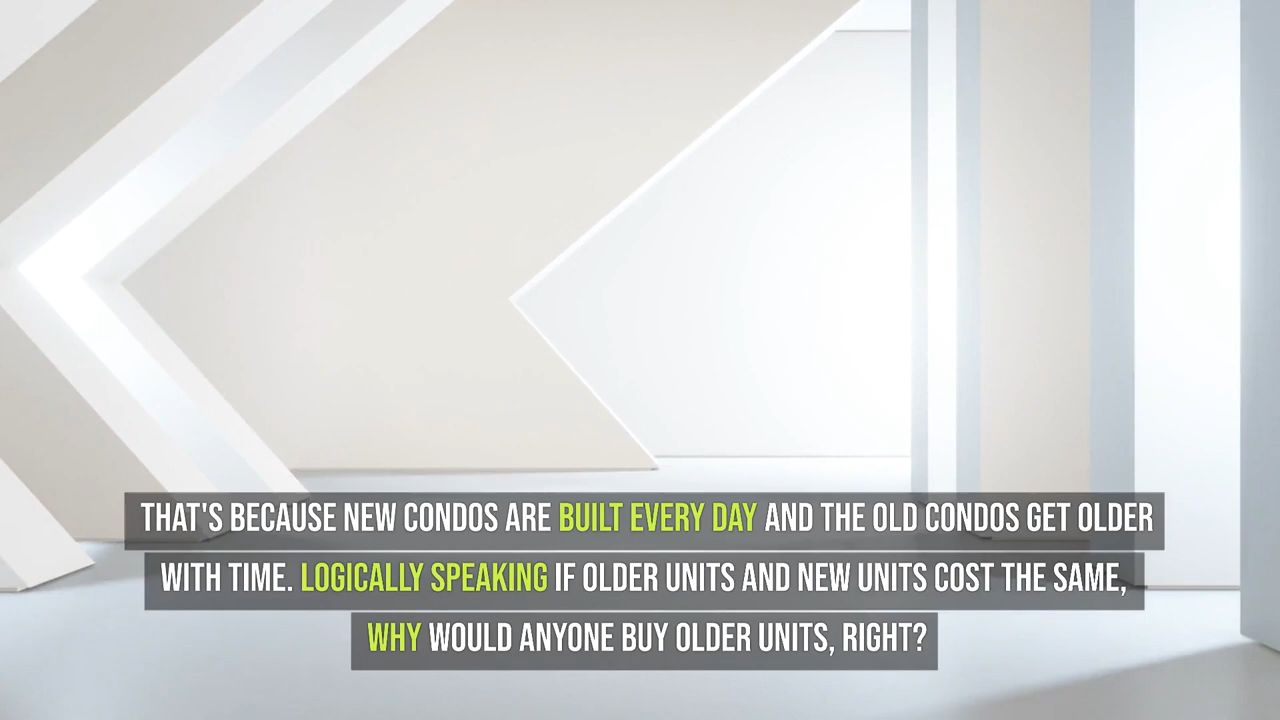 THAT'S BECAUSE NEW CONDOS ARE BUILT EVERY DAY AND THE OLD CONDOS GET OLDER
WITH TIME. LOGICALLY SPEAKING IF OLDER UNITS AND NEW UNITS COST THE SAME,
WHY WOULD ANYONE BUY OLDER UNITS, RIGHT?